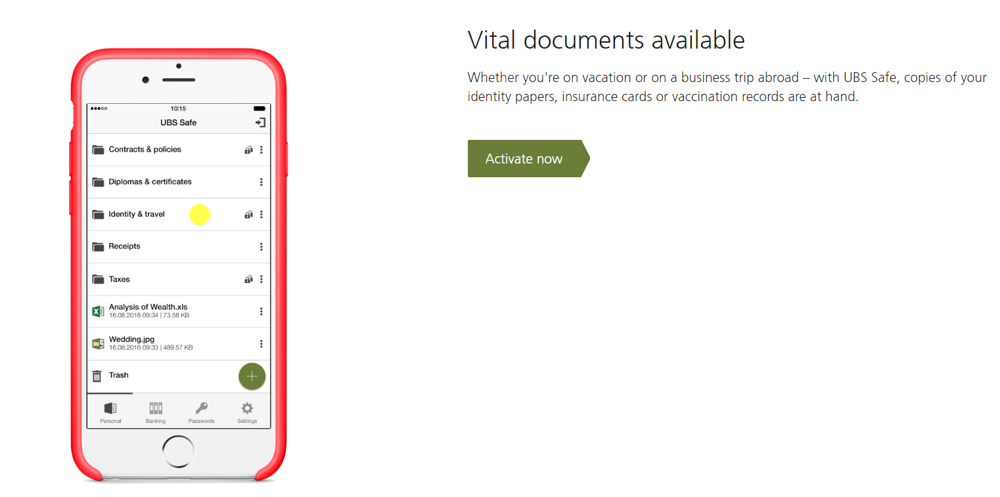 10:15
UBS Safe
Contracts & policies
Diplomas & certificates
Identity & travel
Receipts
Taxes
Analysis of Wealth.xls
16.08.2016 09:34 | 73.58 KB
Wedding.jpg
16.08.2016 09:33 | 489.57 KB
Trash
Personal Banking Passwords Settings
Vital documents available
Whether you're on vacation or on a business trip abroad – with UBS Safe, copies of your
identity papers, insurance cards or vaccination records are at hand.
Activate now